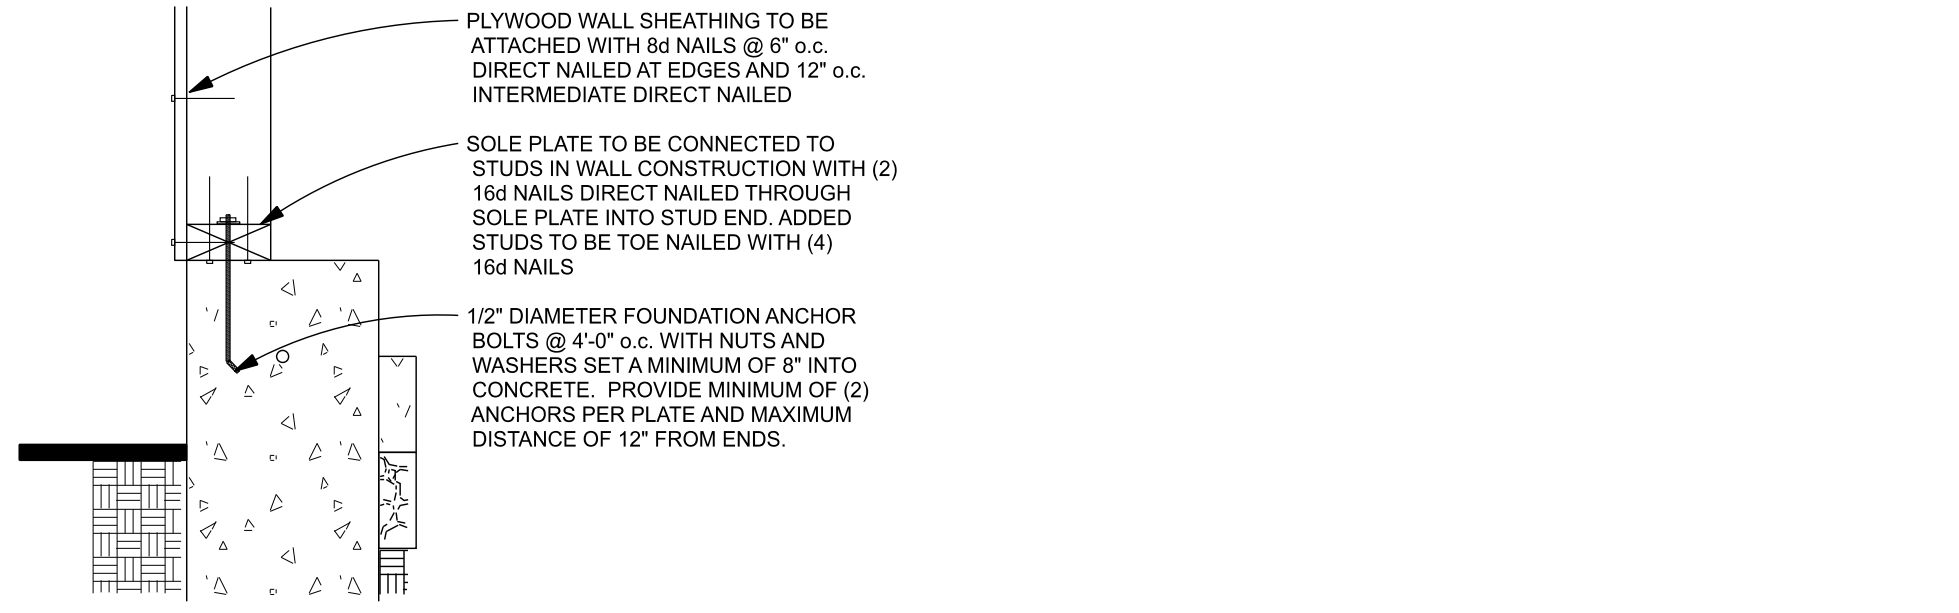 PLYWOOD WALL SHEATHING TO BE
ATTACHED WITH 8d NAILS @ 6" o.c.
DIRECT NAILED AT EDGES AND 12" o.c.
INTERMEDIATE DIRECT NAILED
SOLE PLATE TO BE CONNECTED TO
STUDS IN WALL CONSTRUCTION WITH (2)
16d NAILS DIRECT NAILED THROUGH
SOLE PLATE INTO STUD END. ADDED
STUDS TO BE TOE NAILED WITH (4)
16d NAILS
1/2" DIAMETER FOUNDATION ANCHOR
BOLTS @ 4'-0" o.c. WITH NUTS AND
WASHERS SET A MINIMUM OF 8" INTO
CONCRETE.  PROVIDE MINIMUM OF (2)
ANCHORS PER PLATE AND MAXIMUM
DISTANCE OF 12" FROM ENDS.